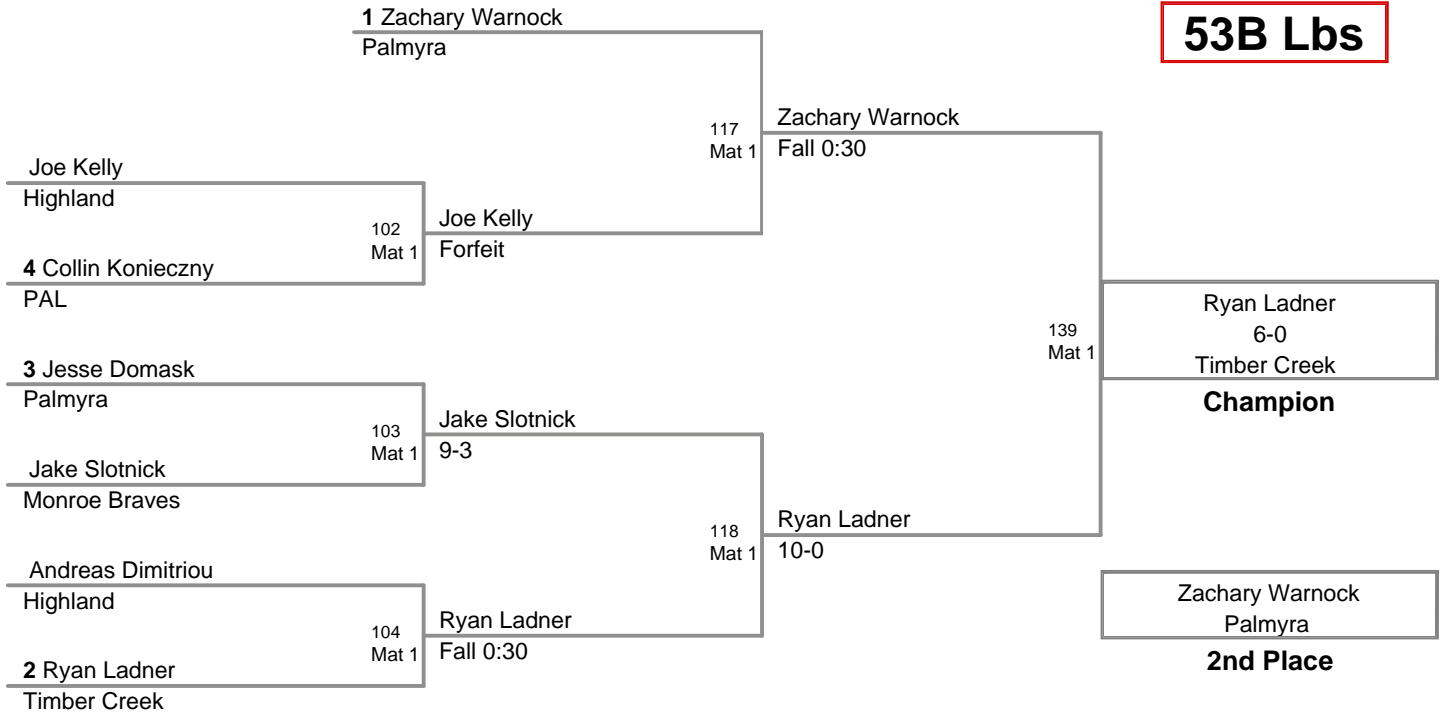 1 Zachary Warnock
Palmyra
53B Lbs
117
Mat 1
Zachary Warnock
Fall 0:30
Joe Kelly
Highland
102
Mat 1
Joe Kelly
Forfeit
4 Collin Konieczny
PAL
139
Mat 1
Ryan Ladner
6-0
Timber Creek
Champion
3 Jesse Domask
Palmyra
103
Mat 1
Jake Slotnick
9-3
Jake Slotnick
Monroe Braves
118
Mat 1
Ryan Ladner
10-0
Andreas Dimitriou
Highland
104
Mat 1
Ryan Ladner
Fall 0:30
2 Ryan Ladner
Timber Creek
Zachary Warnock
Palmyra
2nd Place